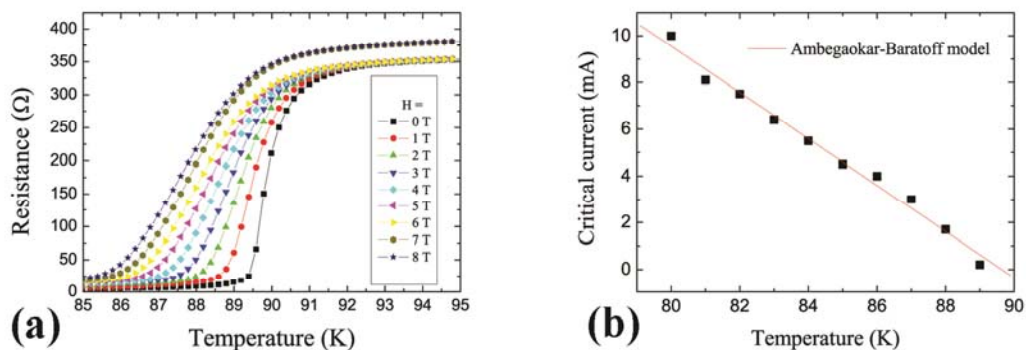 400
350
300
250
200
150
100
50
0
Resistance (Ω)
85 86 87 88 89 90 91 92 93 94 95
Temperature (K)
H =
0 T
1 T
2 T
3 T
4 T
5 T
6 T
7 T
8 T
(a)
10
8
6
4
2
0
Critical current (mA)
Ambegaokar-Baratoff model
80 82 84 86 88 90
Temperature (K)
(b)